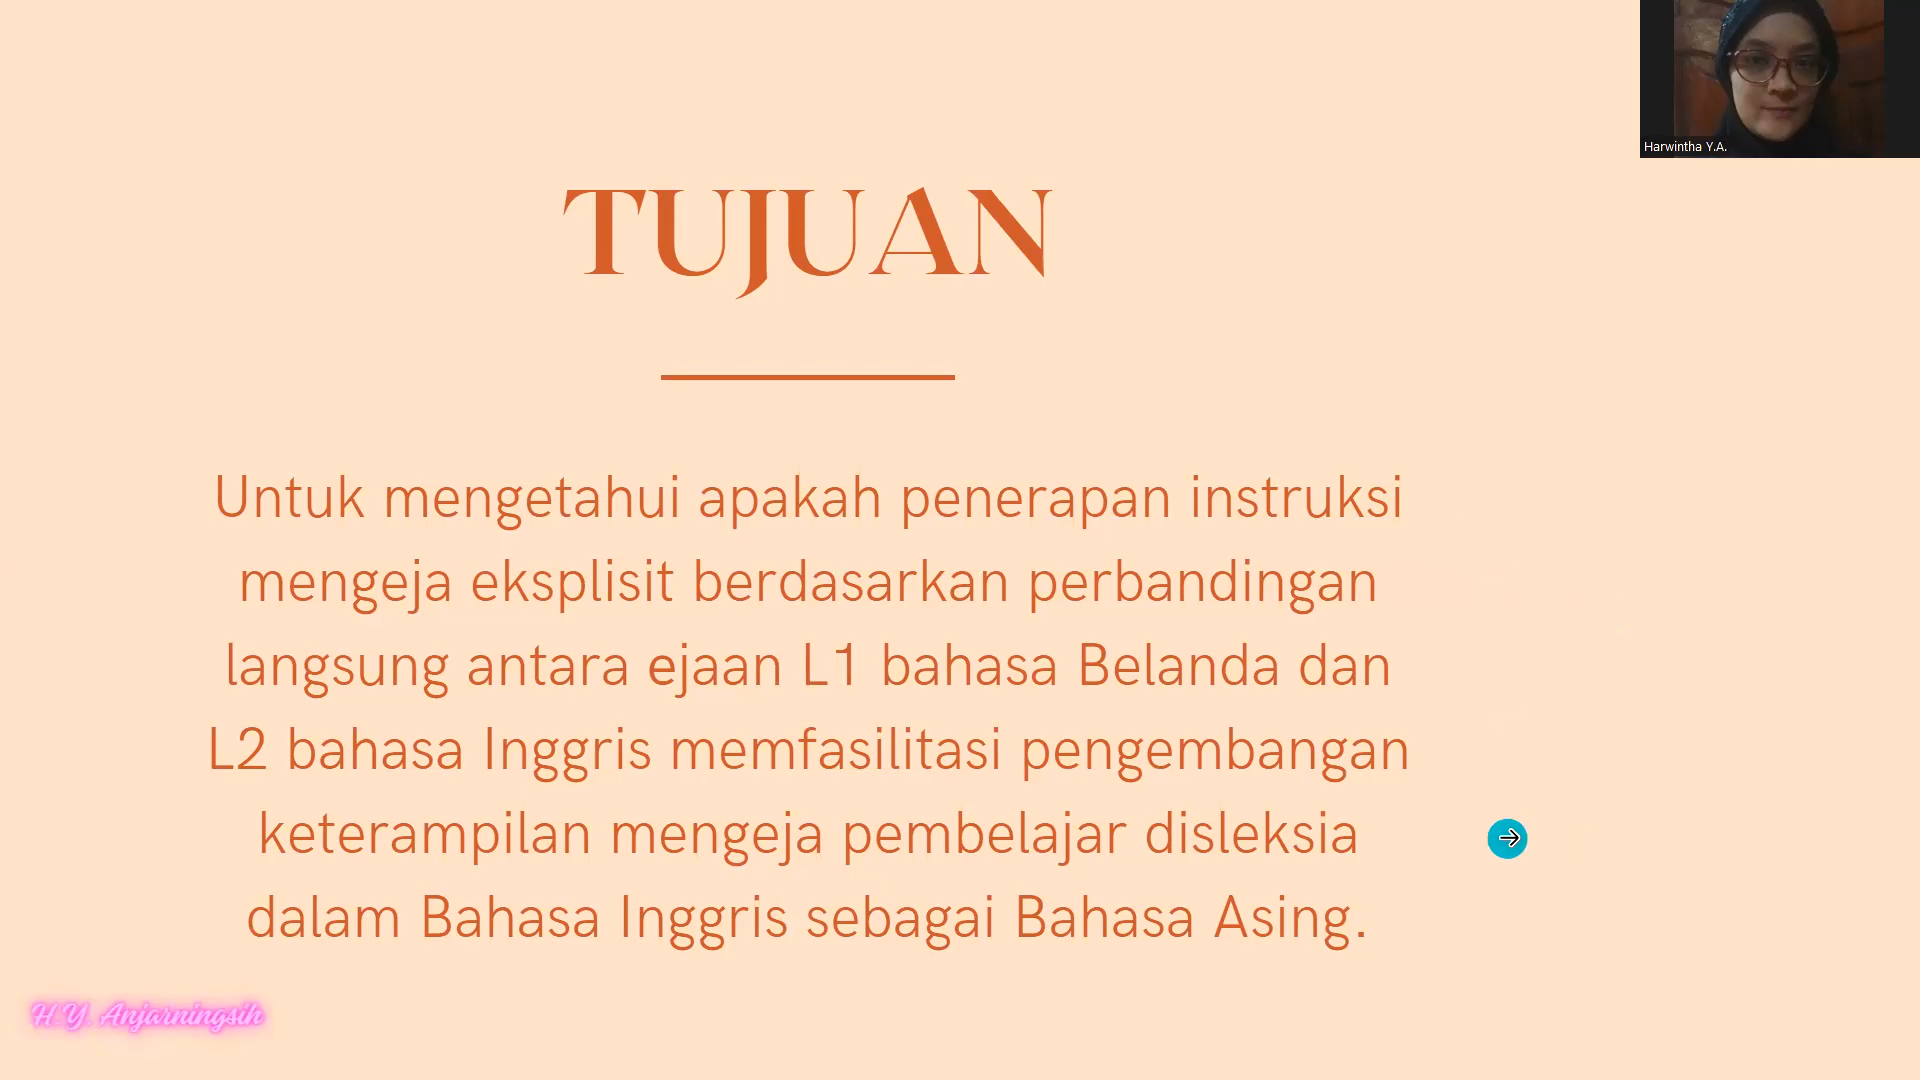 Harwintha Y.A.
TUJUAN
Untuk mengetahui apakah penerapan instruksi
mengeja eksplisit berdasarkan perbandingan
langsung antara ejaan L1 bahasa Belanda dan
L2 bahasa Inggris memfasilitasi pengembangan
keterampilan mengeja pembelajar disleksia
dalam Bahasa Inggris sebagai Bahasa Asing.
H.Y. Anjarningsih